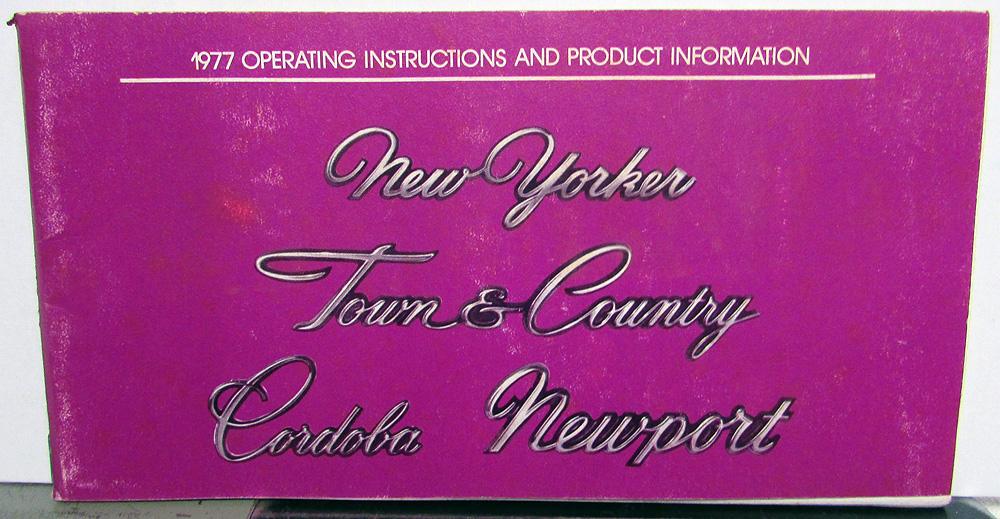 1977 OPERATING INSTRUCTIONS AND PRODUCT INFORMATION
New Yorker
Town & Country
Cordoba Newport